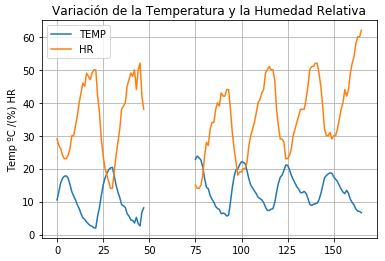 Variación de la Temperatura y la Humedad Relativa
TEMP
HR
Temp ºC /(%) HR
60
50
40
30
20
10
0
0 25 50 75 100 125 150 175